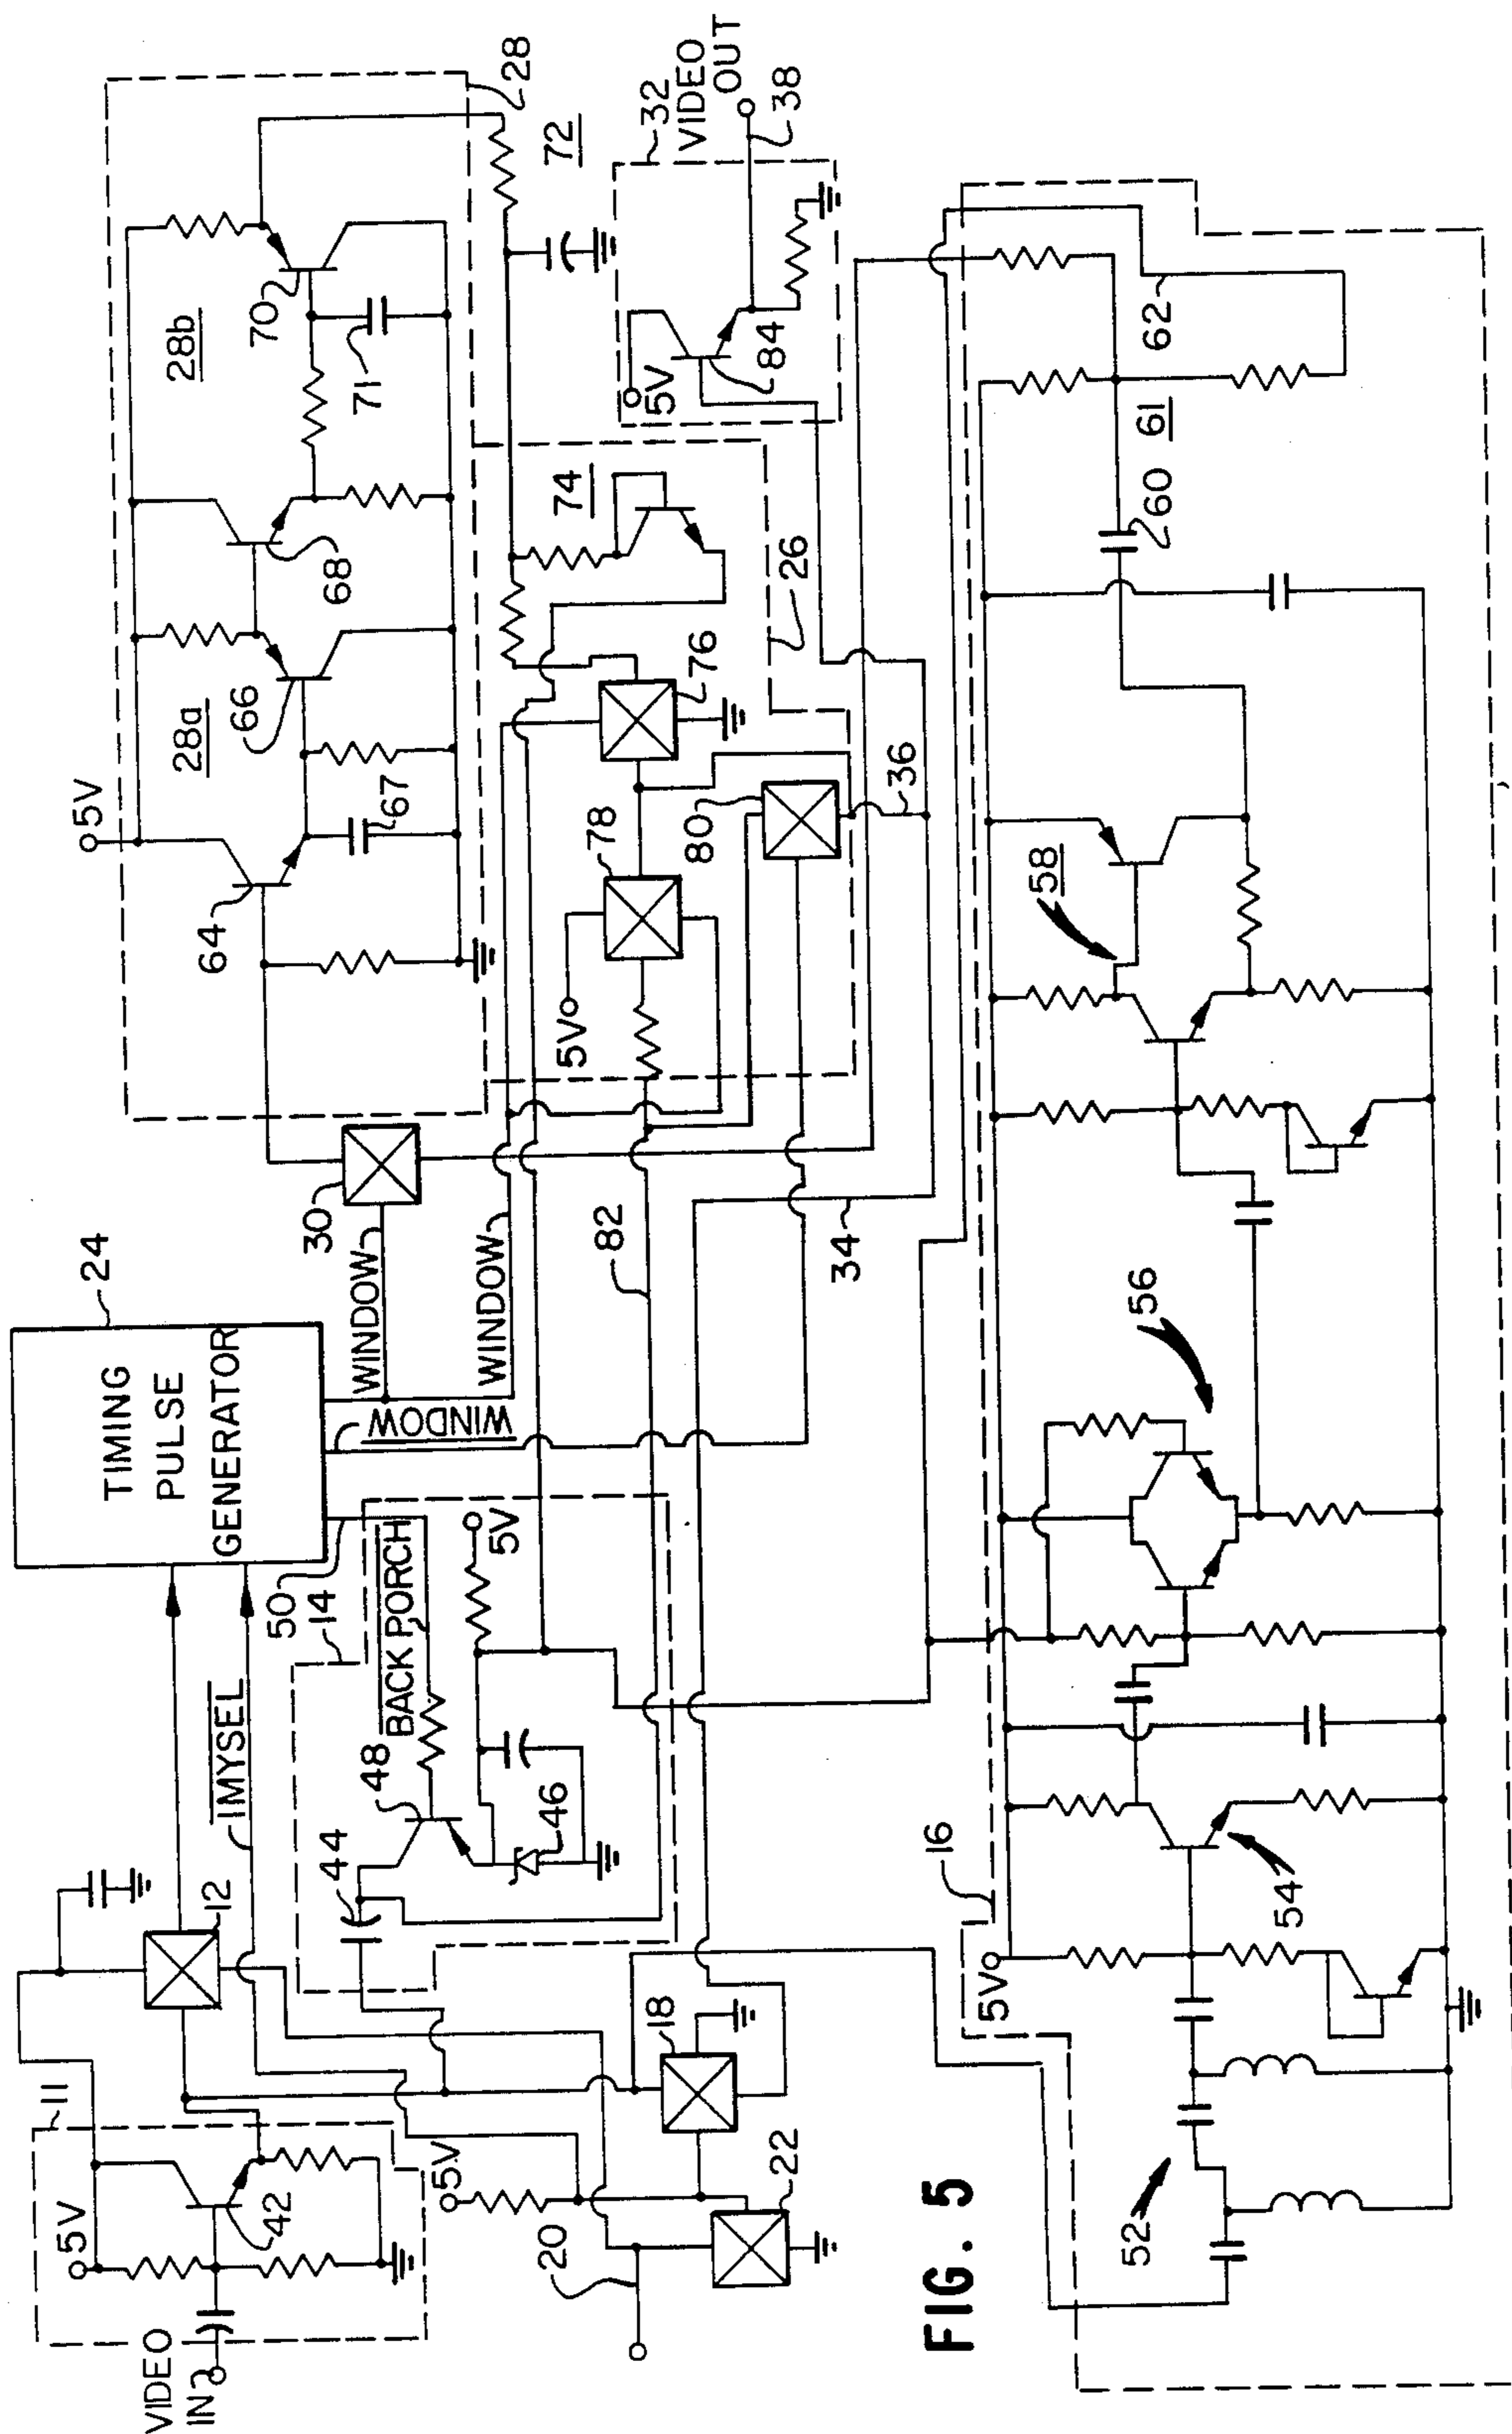 VIDEO
IN
11
5V
42
12
IMYSEL
TIMING
PULSE
GENERATOR
24
50
14
BACK PORCH
48
44
46
5V
WINDOW
WINDOW
WINDOW
30
5V
64
28a
66
67
68
28b
70
71
28
72
74
76
78
5V
80
26
82
34
36
32
VIDEO
OUT
38
5V
84
5V
20
22
18
FIG. 5
16
5V
52
54
56
58
60
61
62